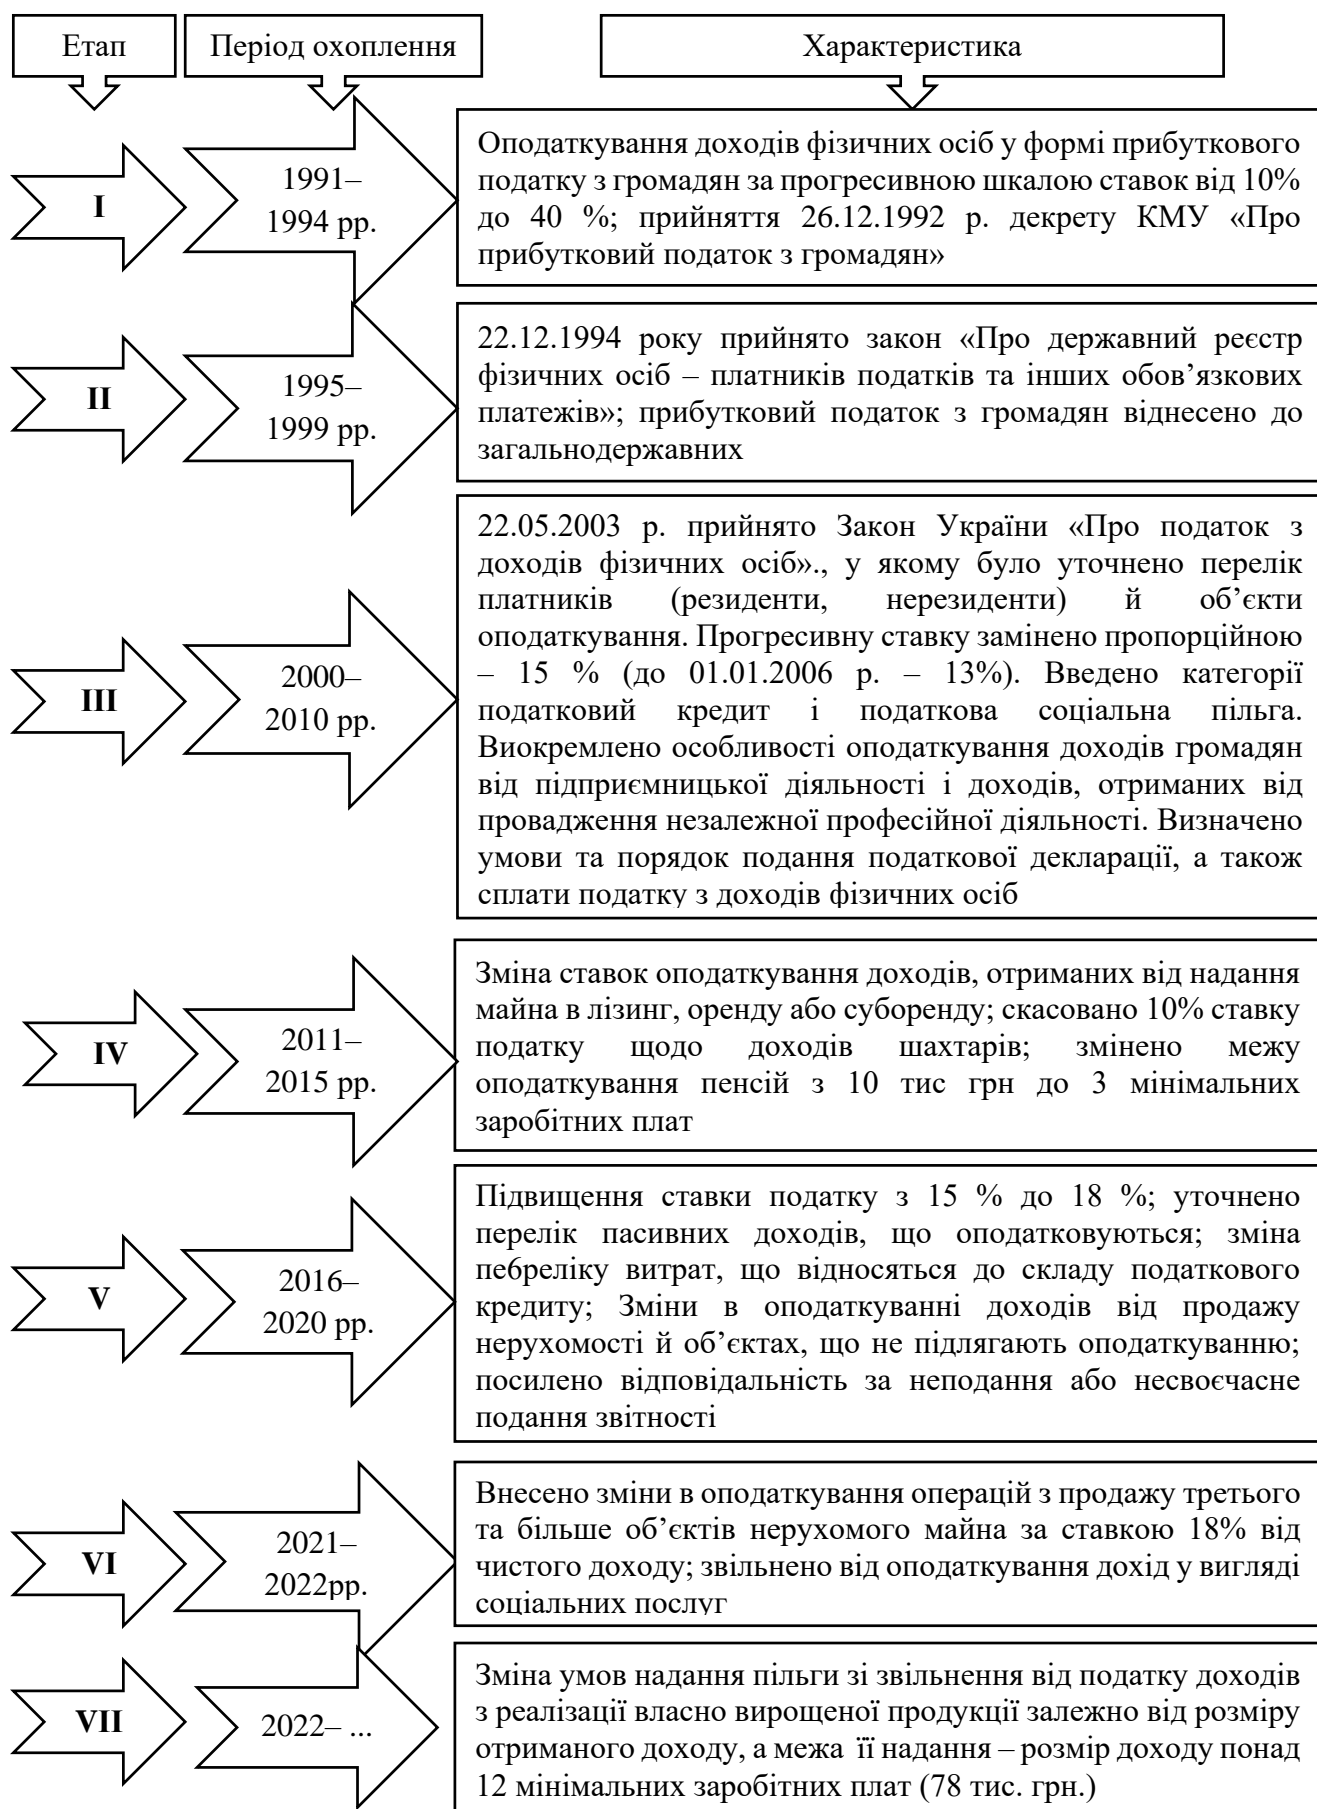 Етап
Період охоплення
Характеристика
I
1991–
1994 рр.
Оподаткування доходів фізичних осіб у формі прибуткового
податку з громадян за прогресивною шкалою ставок від 10%
до 40 %; прийняття 26.12.1992 р. декрету КМУ «Про
прибутковий податок з громадян»
II
1995–
1999 рр.
22.12.1994 року прийнято закон «Про державний реєстр
фізичних осіб – платників податків та інших обов’язкових
платежів»; прибутковий податок з громадян віднесено до
загальнодержавних
III
2000–
2010 рр.
22.05.2003 р. прийнято Закон України «Про податок з
доходів фізичних осіб»., у якому було уточнено перелік
платників (резиденти, нерезиденти) й об’єкти
оподаткування. Прогресивну ставку замінено пропорційною
– 15 % (до 01.01.2006 р. – 13%). Введено категорії
податковий кредит і податкова соціальна пільга.
Виокремлено особливості оподаткування доходів громадян
від підприємницької діяльності і доходів, отриманих від
провадження незалежної професійної діяльності. Визначено
умови та порядок подання податкової декларації, а також
сплати податку з доходів фізичних осіб
IV
2011–
2015 рр.
Зміна ставок оподаткування доходів, отриманих від надання
майна в лізинг, оренду або суборенду; скасовано 10% ставку
податку щодо доходів шахтарів; змінено межу
оподаткування пенсій з 10 тис грн до 3 мінімальних
заробітних плат
V
2016–
2020 рр.
Підвищення ставки податку з 15 % до 18 %; уточнено
перелік пасивних доходів, що оподатковуються; зміна
пебреліку витрат, що відносяться до складу податкового
кредиту; Зміни в оподаткуванні доходів від продажу
нерухомості й об’єктах, що не підлягають оподаткуванню;
посилено відповідальність за неподання або несвоєчасне
подання звітності
VI
2021–
2022рр.
Внесено зміни в оподаткування операцій з продажу третього
та більше об’єктів нерухомого майна за ставкою 18% від
чистого доходу; звільнено від оподаткування дохід у вигляді
соціальних послуг
VII
2022– ...
Зміна умов надання пільги зі звільнення від податку доходів
з реалізації власно вирощеної продукції залежно від розміру
отриманого доходу, а межа її надання – розмір доходу понад
12 мінімальних заробітних плат (78 тис. грн.)